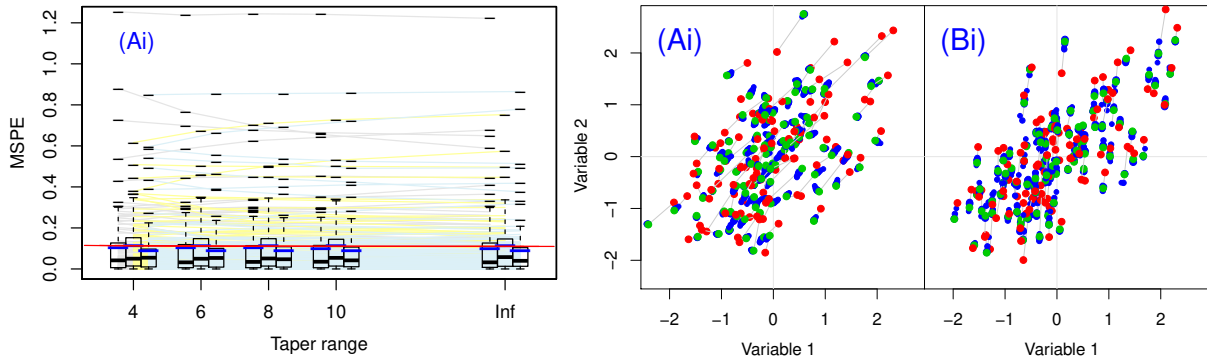 (Ai)
MSPE
0.0 0.2 0.4 0.6 0.8 1.0 1.2
4 6 8 10 Inf
Taper range
(Ai)
(Bi)
Variable 2
−2 −1 0 1 2
−2 −1 0 1 2
−2 −1 0 1 2
Variable 1
Variable 1